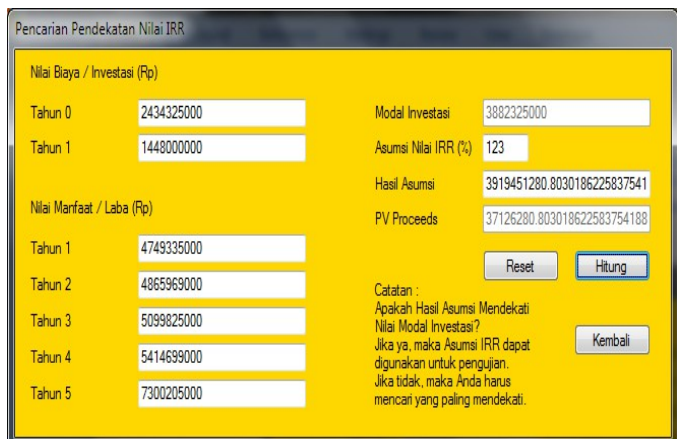 Pencarian Pendekatan Nilai IRR
Nilai Biaya / Investasi (Rp)
Tahun 0 2434325000
Tahun 1 1448000000
Nilai Manfaat / Laba (Rp)
Tahun 1 4749335000
Tahun 2 4865969000
Tahun 3 5099825000
Tahun 4 5414699000
Tahun 5 7300205000
Modal Investasi 3882325000
Asumsi Nilai IRR (%) 123
Hasil Asumsi 3919451280.8030186225837541
PV Proceeds 37126280.803018622583754188
Reset Hitung
Catatan :
Apakah Hasil Asumsi Mendekati
Nilai Modal Investasi?
Jika ya, maka Asumsi IRR dapat
digunakan untuk pengujian.
Jika tidak, maka Anda harus
mencari yang paling mendekati.
Kembali